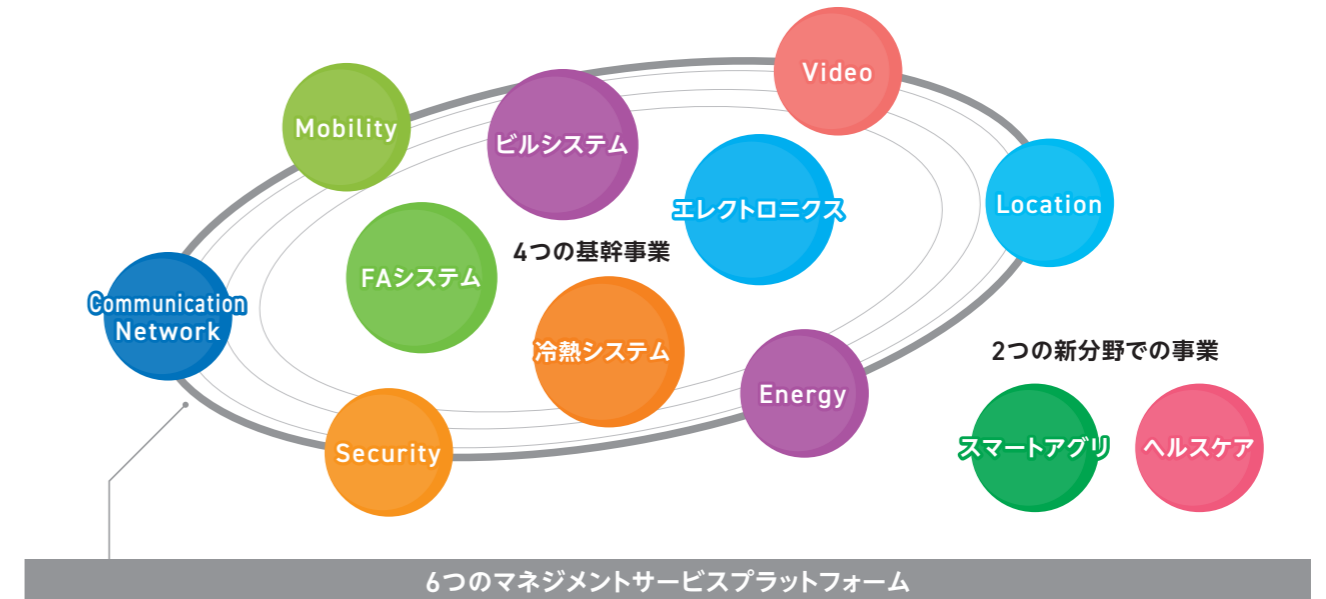 Video
Mobility
ビルシステム
エレクトロニクス
Location
4つの基幹事業
FAシステム
Communication
Network
冷熱システム
2つの新分野での事業
Energy
Security
スマートアグリ
ヘルスケア
6つのマネジメントサービスプラットフォーム